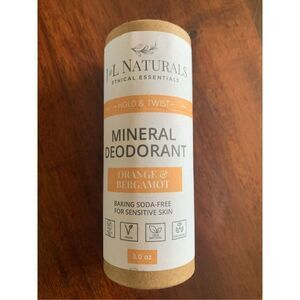 J&L NATURALS
ETHICAL ESSENTIALS
HOLD & TWIST
MINERAL
DEODORANT
ORANGE &
BERGAMOT
BAKING SODA-FREE
FOR SENSITIVE SKIN
3.0 oz